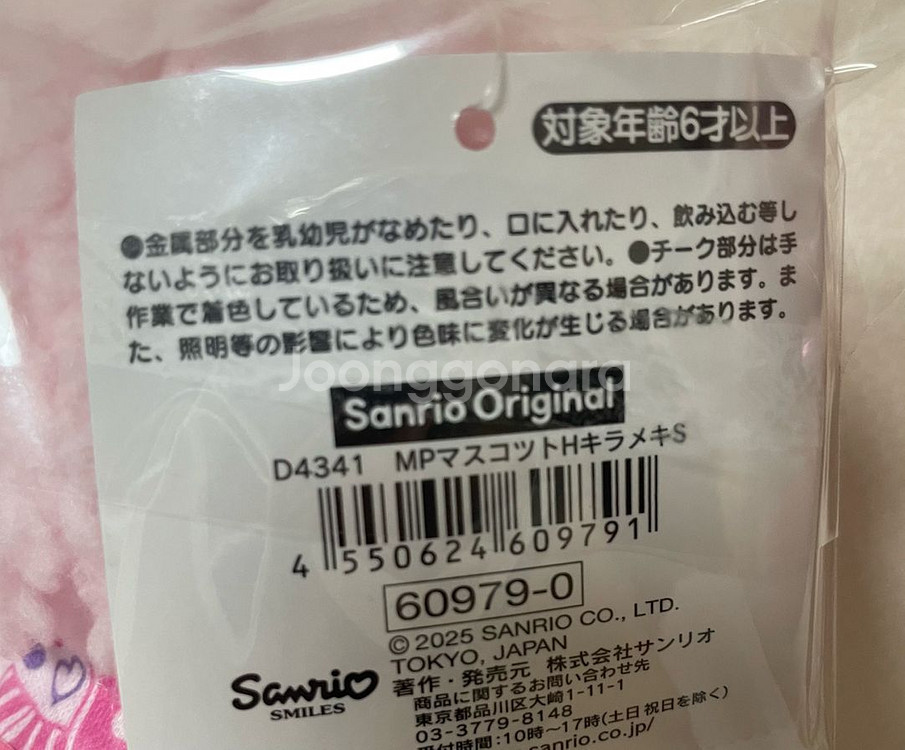 対象年齢6才以上
●金属部分を乳幼児がなめたり、口に入れたり、飲み込む等し
ないようにお取り扱いに注意してください。●チーク部分は手
作業で着色しているため、風合いが異なる場合があります。ま
た、照明等の影響により色味に変化が生じる場合があります。
Joonggonara
Sanrio Original
D4341 MPマスコットHキラメキS
4 550624 609791
60979-0
© 2025 SANRIO CO., LTD.
TOKYO, JAPAN
著作・発売元 株式会社サンリオ
Sanrio
SMILES
商品に関するお問い合わせ先
東京都品川区大崎1-11-1
03-3779-8148
受付時間:10時〜17時(土日祝日を除く)
sanrio.co.jp/